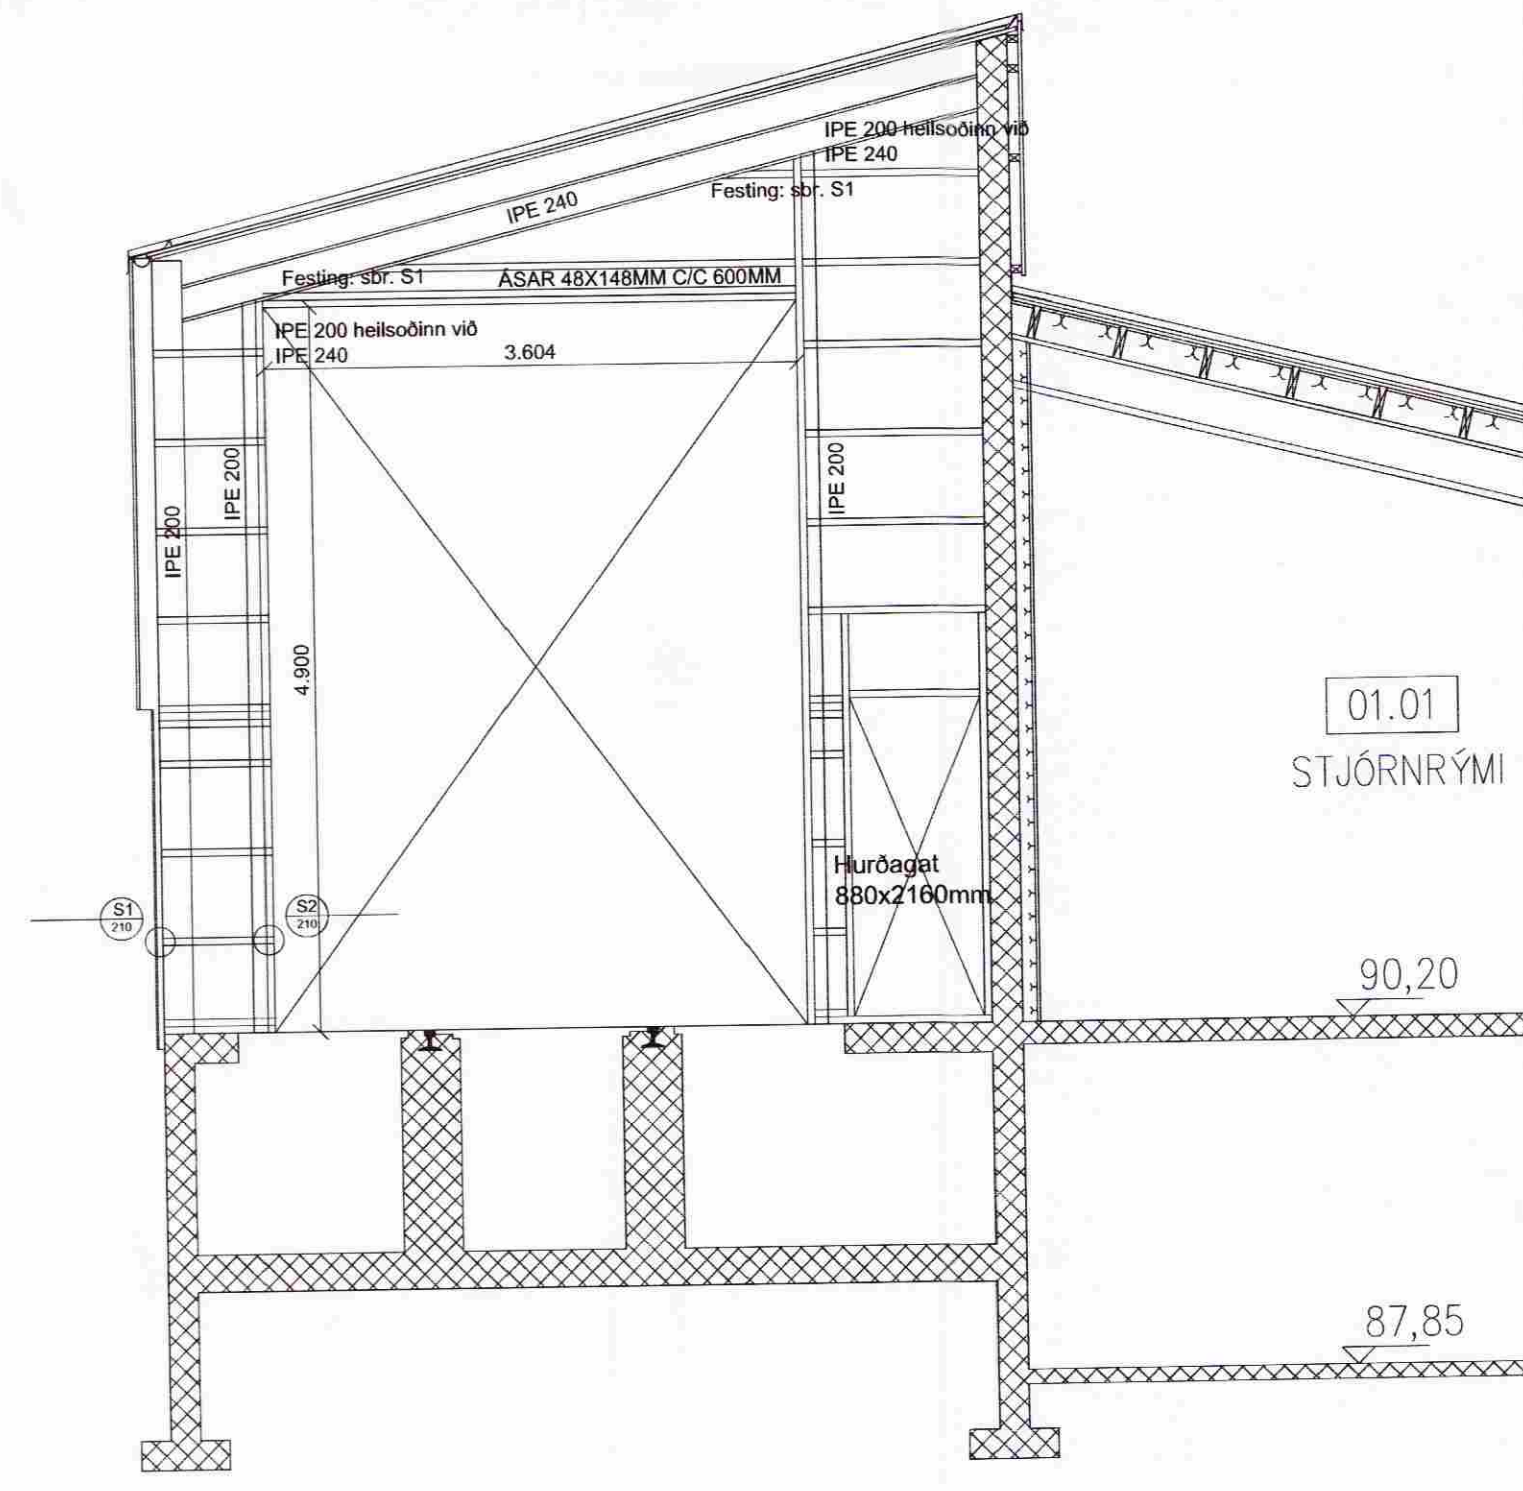 IPE 200 heilsoðinn við
IPE 240
Festing: sbr. S1
IPE 240
Festing: sbr. S1
ÁSAR 48X148MM C/C 600MM
IPE 200 heilsoðinn við
IPE 240
3.604
IPE 200
IPE 200
IPE 200
4.900
01.01
STJÓRNRÝMI
Hurðagat
880x2160mm
S1
210
S2
210
90,20
87,85